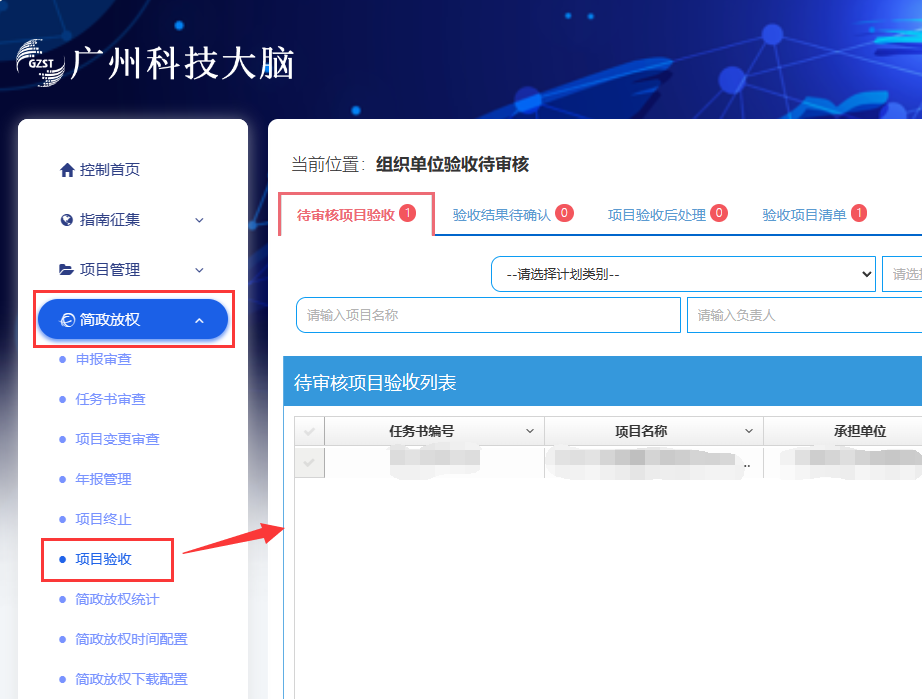 GZST 广州科技大脑
控制首页
指南征集
项目管理
简政放权
申报审查
任务书审查
项目变更审查
年报管理
项目终止
项目验收
简政放权统计
简政放权时间配置
简政放权下载配置
当前位置：组织单位验收待审核
待审核项目验收 1 验收结果待确认 0 项目验收后处理 0 验收项目清单 1
--请选择计划类别-- 请选
请输入项目名称 请输入负责人
待审核项目验收列表
任务书编号 项目名称 承担单位
..